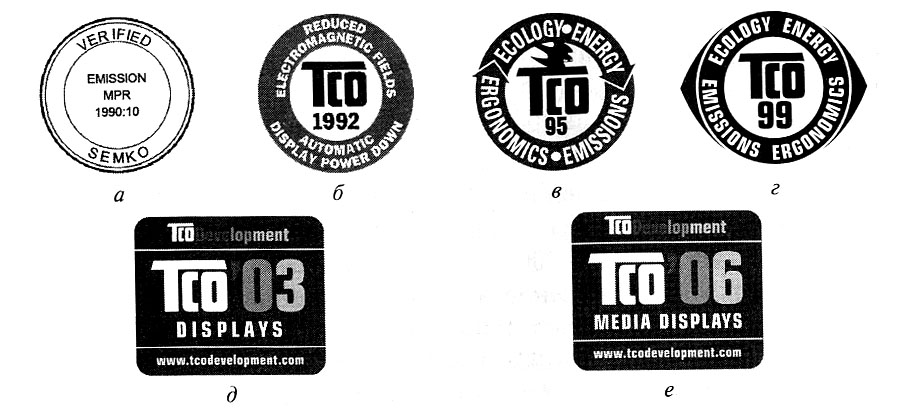 VERIFIED
EMISSION
MPR
1990:10
SEMKO
а
REDUCED
ELECTROMAGNETIC FIELDS
TCO
1992
AUTOMATIC
DISPLAY POWER DOWN
б
ECOLOGY•ENERGY
TCO
95
ERGONOMICS•EMISSIONS
в
ECOLOGY ENERGY
TCO
99
EMISSIONS ERGONOMICS
г
TCO Development
TCO'03
DISPLAYS
www.tcodevelopment.com
д
TCO Development
TCO'06
MEDIA DISPLAYS
www.tcodevelopment.com
е